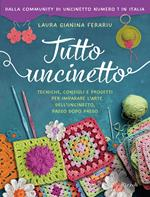 DALLA COMMUNITY DI UNCINETTO NUMERO 1 IN ITALIA
LAURA GIANINA FERARIU
Tutto
uncinetto
TECNICHE, CONSIGLI E PROGETTI
PER IMPARARE L'ARTE
DELL'UNCINETTO,
PASSO DOPO PASSO